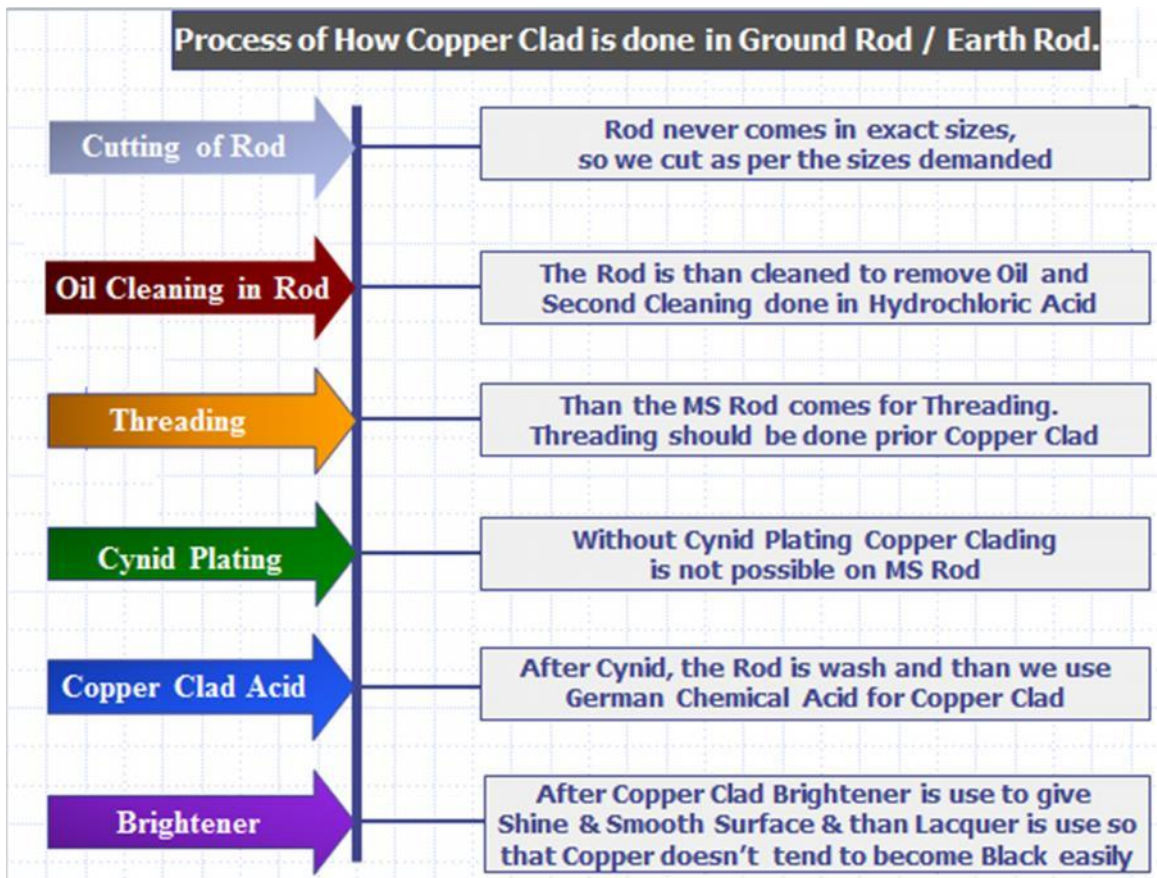 Process of How Copper Clad is done in Ground Rod / Earth Rod.
Cutting of Rod
Rod never comes in exact sizes,
so we cut as per the sizes demanded
Oil Cleaning in Rod
The Rod is than cleaned to remove Oil and
Second Cleaning done in Hydrochloric Acid
Threading
Than the MS Rod comes for Threading.
Threading should be done prior Copper Clad
Cynid Plating
Without Cynid Plating Copper Clading
is not possible on MS Rod
Copper Clad Acid
After Cynid, the Rod is wash and than we use
German Chemical Acid for Copper Clad
Brightener
After Copper Clad Brightener is use to give
Shine & Smooth Surface & than Lacquer is use so
that Copper doesn't tend to become Black easily